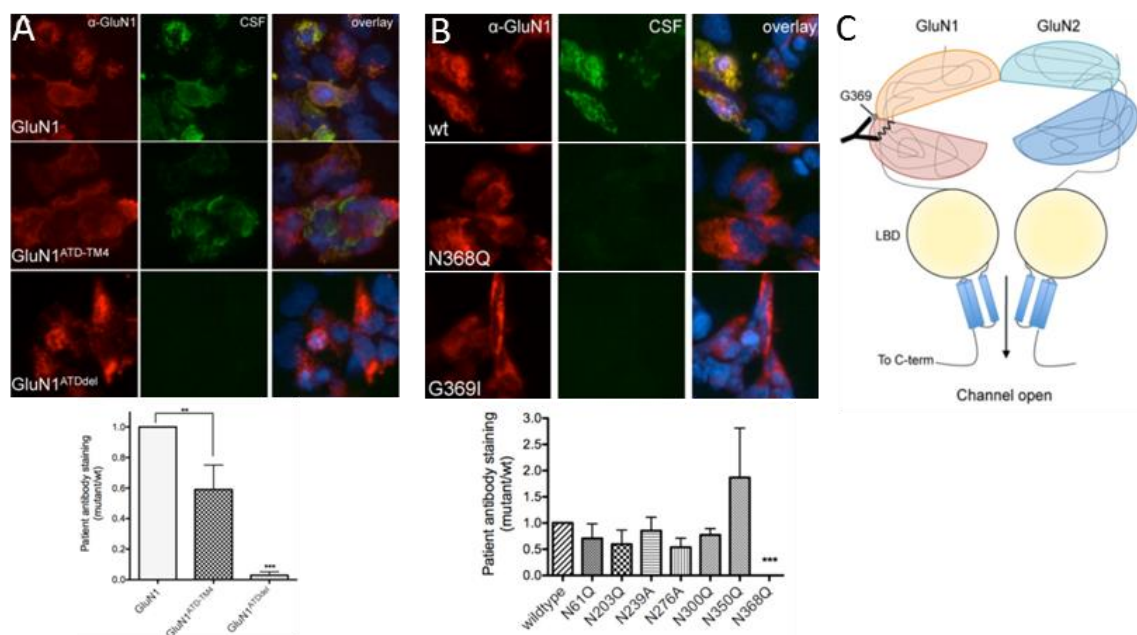 A
α-GluN1 CSF overlay
GluN1
GluN1ATD-TM4
GluN1ATDdel
Patient antibody staining
(mutant/wt)
1.0
0.8
0.6
0.4
0.2
0.0
**
***
GluN1
GluN1ATD-TM4
GluN1ATDdel
B
α-GluN1 CSF overlay
wt
N368Q
G369I
Patient antibody staining
(mutant/wt)
3.0
2.5
2.0
1.5
1.0
0.5
0.0
***
wildtype
N61Q
N203Q
N239A
N276A
N300Q
N350Q
N368Q
C
GluN1 GluN2
G369
LBD
To C-term
Channel open